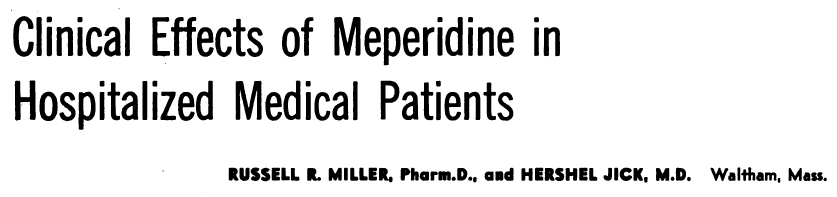 Clinical Effects of Meperidine in
Hospitalized Medical Patients
RUSSELL R. MILLER, Pharm.D., and HERSHEL JICK, M.D. Waltham, Mass.